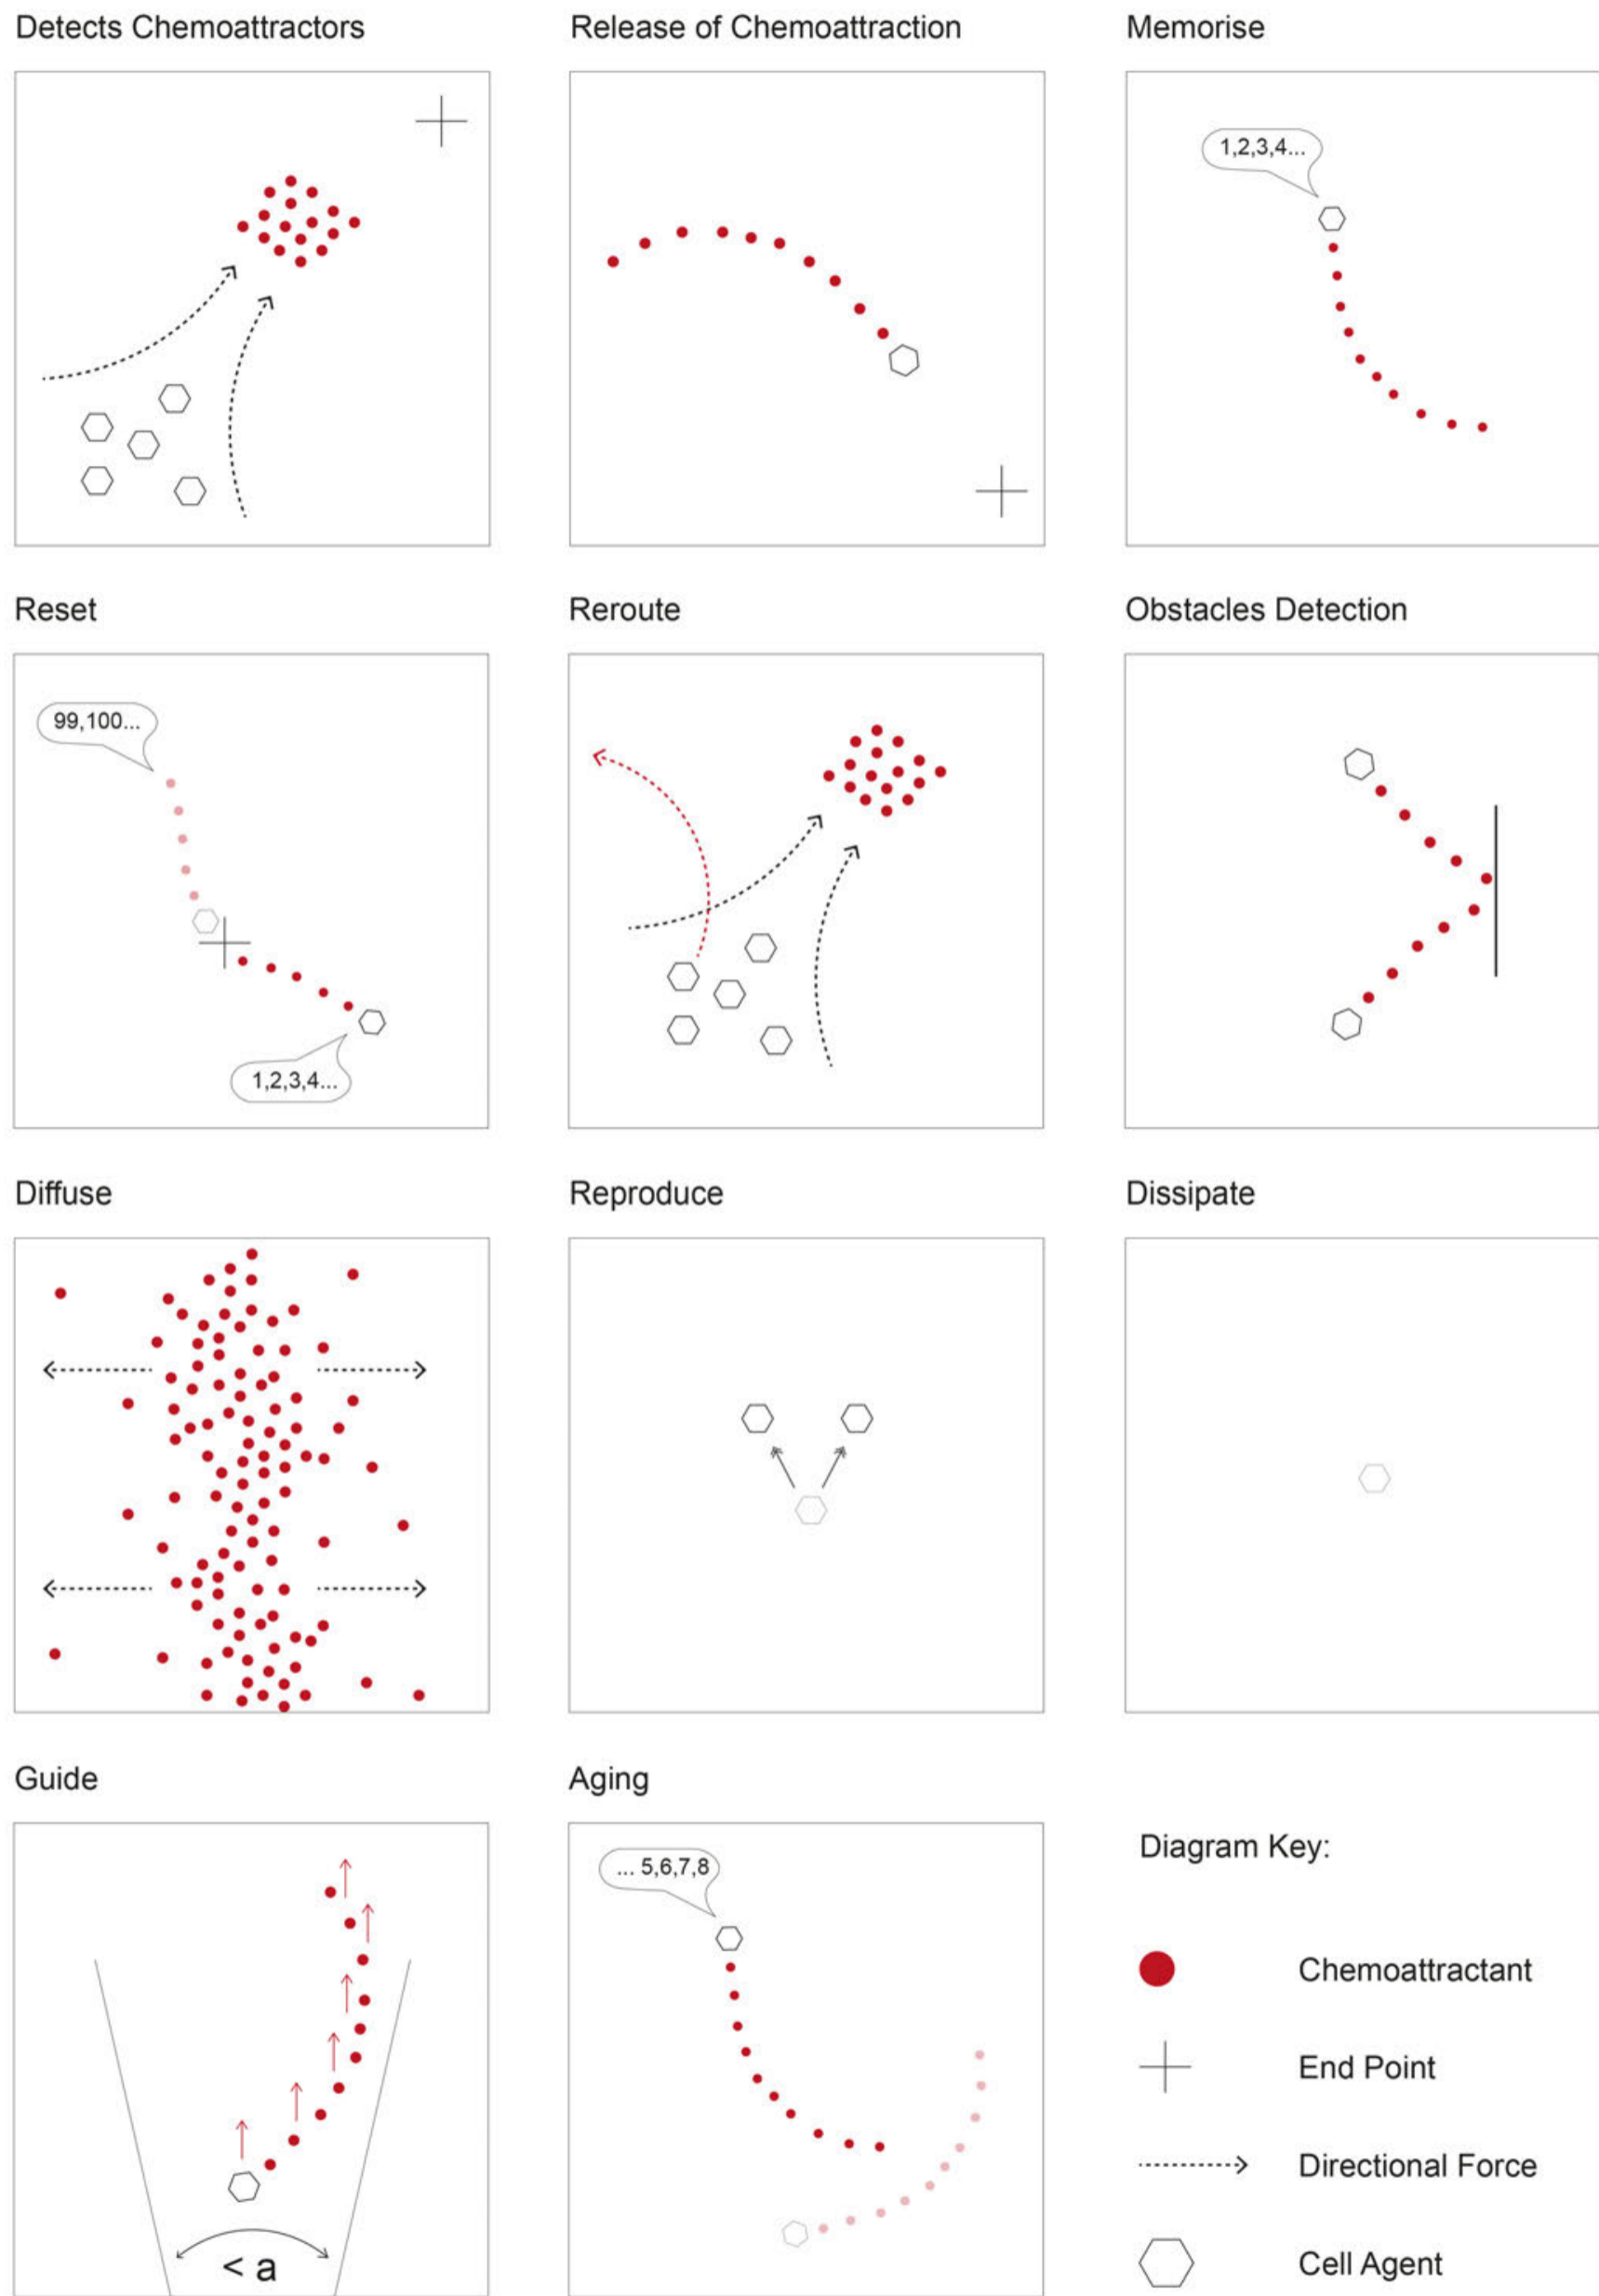 Detects Chemoattractors
Release of Chemoattraction
Memorise
1,2,3,4...
Reset
Reroute
Obstacles Detection
99,100...
1,2,3,4...
Diffuse
Reproduce
Dissipate
Guide
Aging
< a
... 5,6,7,8
Diagram Key:
Chemoattractant
End Point
Directional Force
Cell Agent